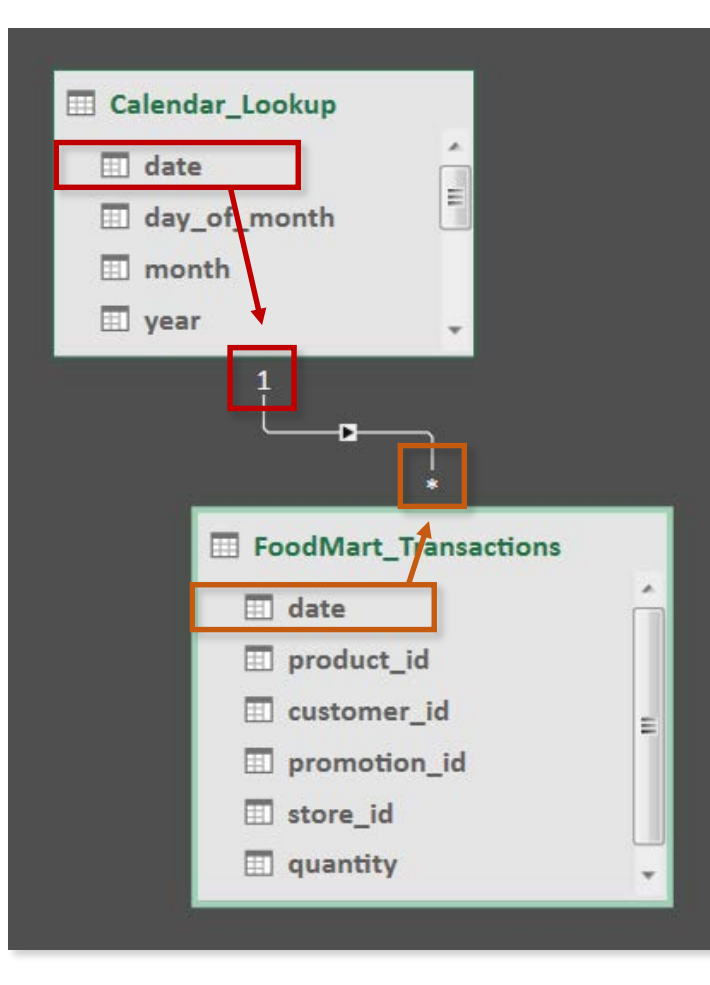 Calendar_Lookup
date
day_of_month
month
year
1
*
FoodMart_Transactions
date
product_id
customer_id
promotion_id
store_id
quantity